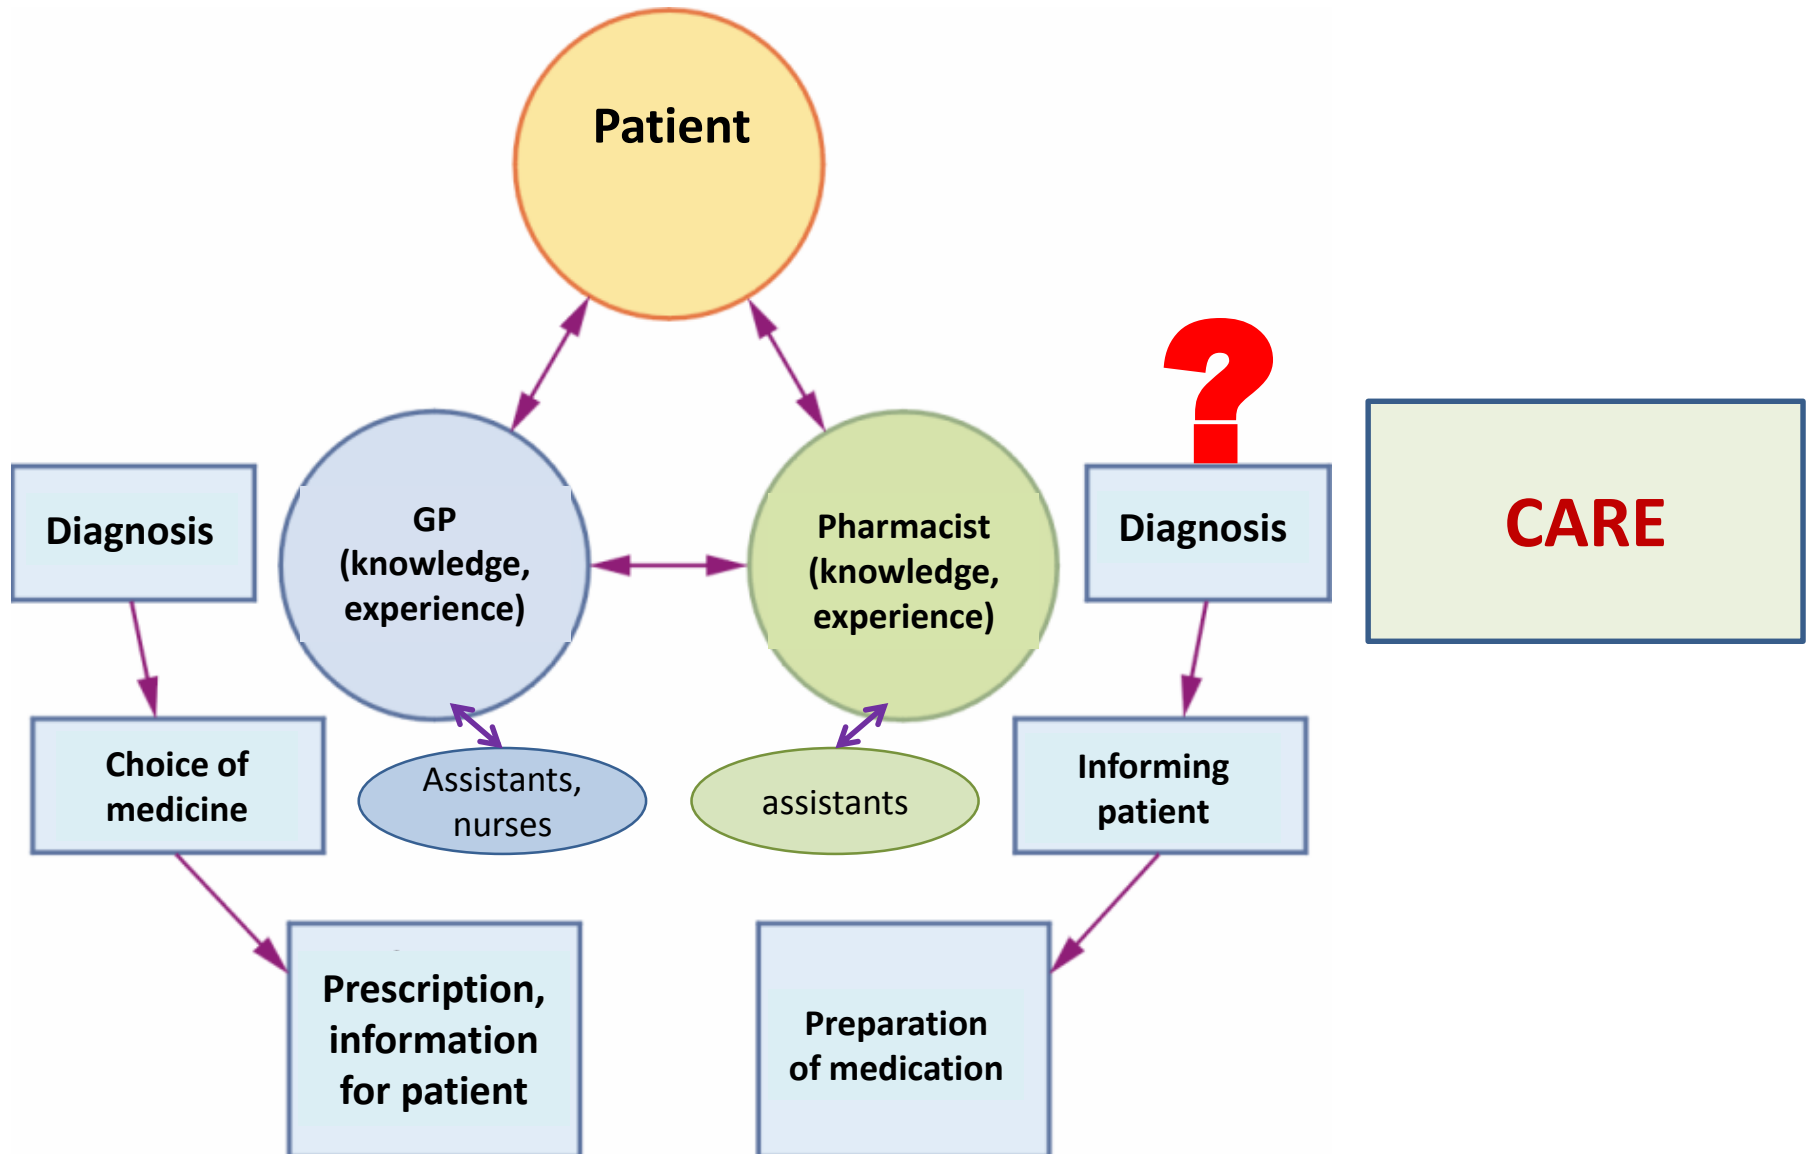 Patient
?
Diagnosis
GP
(knowledge,
experience)
Pharmacist
(knowledge,
experience)
Diagnosis
CARE
Choice of
medicine
Assistants,
nurses
assistants
Informing
patient
Prescription,
information
for patient
Preparation
of medication